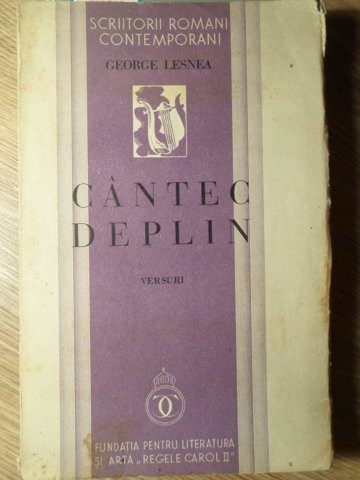 SCRIITORII ROMANI
CONTEMPORANI
GEORGE LESNEA
CÂNTEC
DEPLIN
VERSURI
FUNDAȚIA PENTRU LITERATURA
ȘI ARTA „REGELE CAROL II"